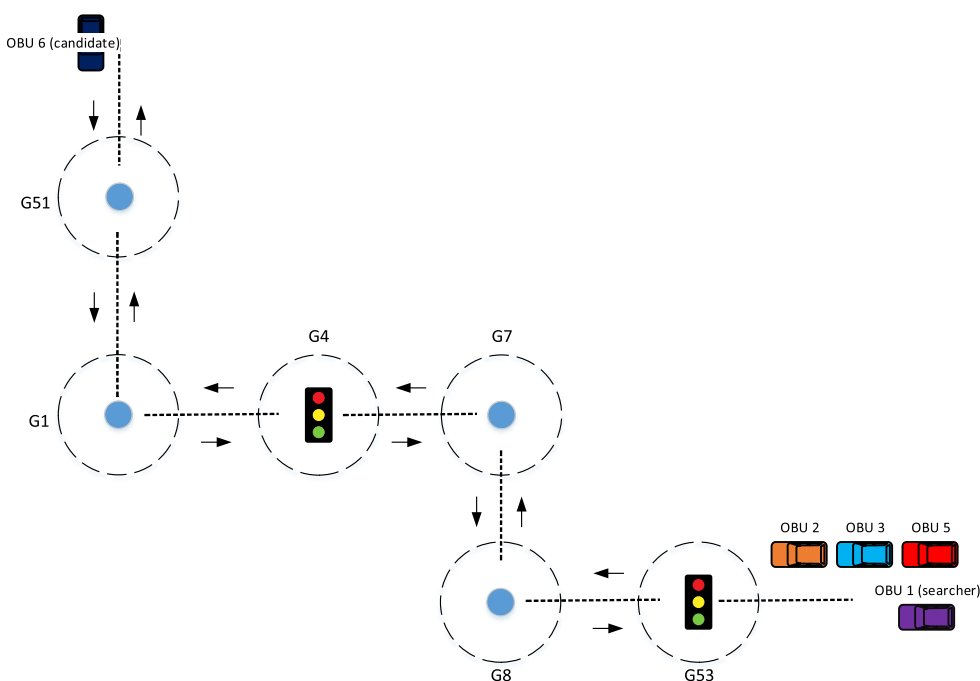 OBU 6 (candidate)
G51
G4
G7
G1
OBU 2
OBU 3
OBU 5
OBU 1 (searcher)
G8
G53